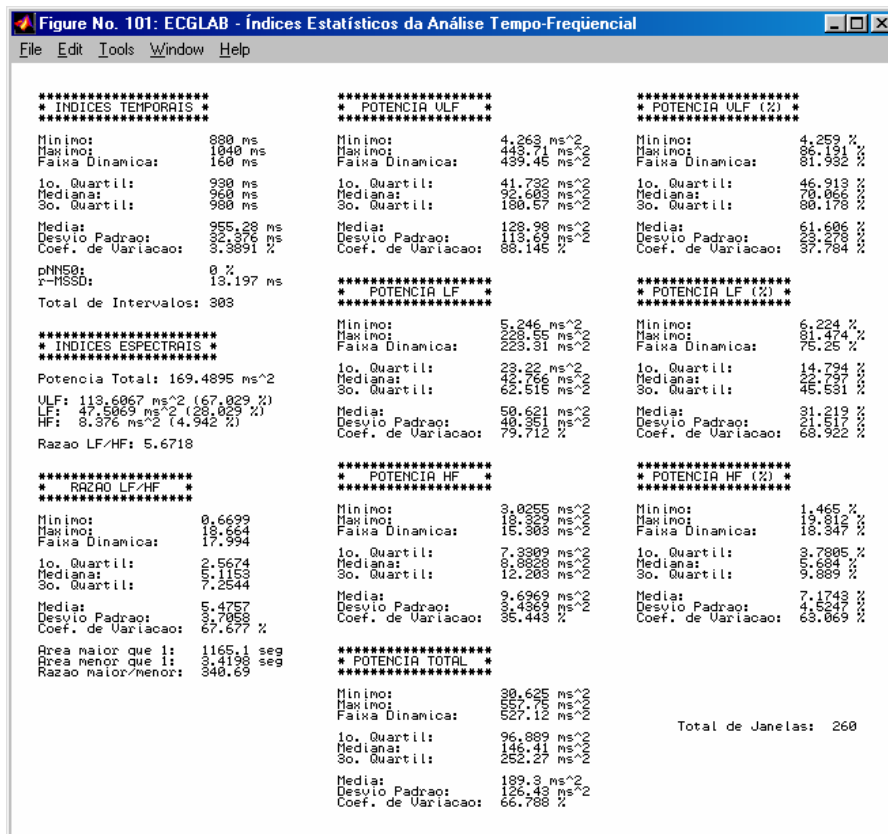 Figure No. 101: ECGLAB - Índices Estatísticos da Análise Tempo-Freqüencial
File Edit Tools Window Help
**********************
* INDICES TEMPORAIS *
**********************
Minimo: 880 ms
Maximo: 1040 ms
Faixa Dinamica: 160 ms
1o. Quartil: 930 ms
Mediana: 960 ms
3o. Quartil: 980 ms
Media: 955.28 ms
Desvio Padrao: 32.376 ms
Coef. de Variacao: 3.3891 %
pNN50: 0 %
r-MSSD: 13.197 ms
Total de Intervalos: 303
***********************
* INDICES ESPECTRAIS *
***********************
Potencia Total: 169.4895 ms^2
VLF: 113.6067 ms^2 (67.029 %)
LF: 47.5069 ms^2 (28.029 %)
HF: 8.376 ms^2 (4.942 %)
Razao LF/HF: 5.6718
********************
* RAZAO LF/HF *
********************
Minimo: 0.6699
Maximo: 18.664
Faixa Dinamica: 17.994
1o. Quartil: 2.5674
Mediana: 5.1153
3o. Quartil: 7.2544
Media: 5.4757
Desvio Padrao: 3.7058
Coef. de Variacao: 67.677 %
Area maior que 1: 1165.1 seg
Area menor que 1: 3.4198 seg
Razao maior/menor: 340.69
********************
* POTENCIA VLF *
********************
Minimo: 4.263 ms^2
Maximo: 443.71 ms^2
Faixa Dinamica: 439.45 ms^2
1o. Quartil: 41.732 ms^2
Mediana: 92.603 ms^2
3o. Quartil: 180.57 ms^2
Media: 128.98 ms^2
Desvio Padrao: 113.69 ms^2
Coef. de Variacao: 88.145 %
********************
* POTENCIA LF *
********************
Minimo: 5.246 ms^2
Maximo: 228.55 ms^2
Faixa Dinamica: 223.31 ms^2
1o. Quartil: 23.22 ms^2
Mediana: 42.766 ms^2
3o. Quartil: 62.515 ms^2
Media: 50.621 ms^2
Desvio Padrao: 40.351 ms^2
Coef. de Variacao: 79.712 %
********************
* POTENCIA HF *
********************
Minimo: 3.0255 ms^2
Maximo: 18.329 ms^2
Faixa Dinamica: 15.303 ms^2
1o. Quartil: 7.3309 ms^2
Mediana: 8.8828 ms^2
3o. Quartil: 12.203 ms^2
Media: 9.6969 ms^2
Desvio Padrao: 3.4369 ms^2
Coef. de Variacao: 35.443 %
********************
* POTENCIA TOTAL *
********************
Minimo: 30.625 ms^2
Maximo: 557.75 ms^2
Faixa Dinamica: 527.12 ms^2
1o. Quartil: 96.889 ms^2
Mediana: 146.41 ms^2
3o. Quartil: 252.27 ms^2
Media: 189.3 ms^2
Desvio Padrao: 126.43 ms^2
Coef. de Variacao: 66.788 %
*********************
* POTENCIA VLF (%) *
*********************
Minimo: 4.259 %
Maximo: 86.191 %
Faixa Dinamica: 81.932 %
1o. Quartil: 46.913 %
Mediana: 70.066 %
3o. Quartil: 80.178 %
Media: 61.606 %
Desvio Padrao: 23.278 %
Coef. de Variacao: 37.784 %
********************
* POTENCIA LF (%) *
********************
Minimo: 6.224 %
Maximo: 81.474 %
Faixa Dinamica: 75.25 %
1o. Quartil: 14.794 %
Mediana: 22.797 %
3o. Quartil: 45.531 %
Media: 31.219 %
Desvio Padrao: 21.517 %
Coef. de Variacao: 68.922 %
********************
* POTENCIA HF (%) *
********************
Minimo: 1.465 %
Maximo: 19.812 %
Faixa Dinamica: 18.347 %
1o. Quartil: 3.7805 %
Mediana: 5.684 %
3o. Quartil: 9.889 %
Media: 7.1743 %
Desvio Padrao: 4.5247 %
Coef. de Variacao: 63.069 %
Total de Janelas: 260